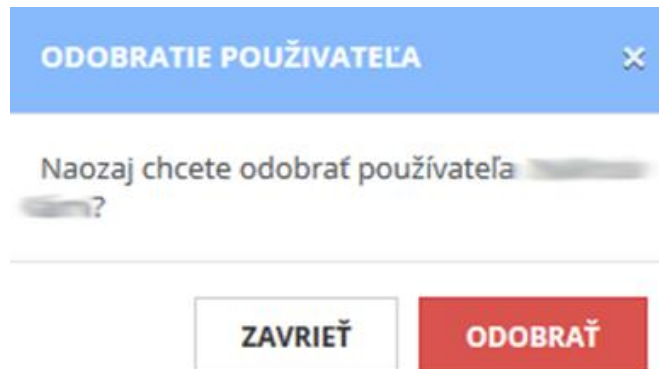 ODOBRATIE POUŽIVATEĽA ×
Naozaj chcete odobrať používateľa
?
ZAVRIEŤ ODOBRAŤ